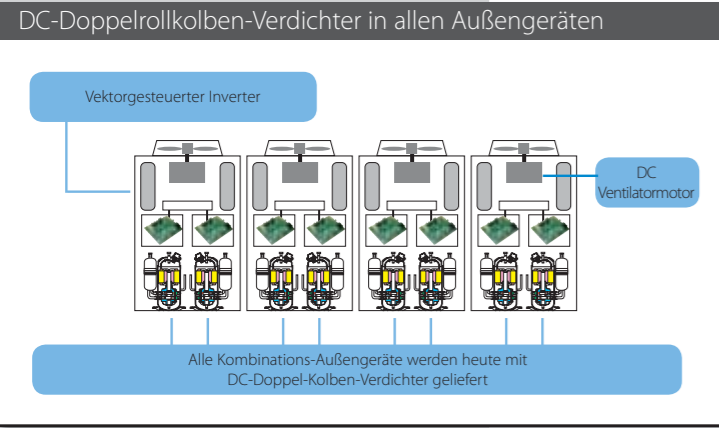 DC-Doppelrollkolben-Verdichter in allen Außengeräten
Vektorgesteuerter Inverter
DC
Ventilatormotor
Alle Kombinations-Außengeräte werden heute mit
DC-Doppel-Kolben-Verdichter geliefert